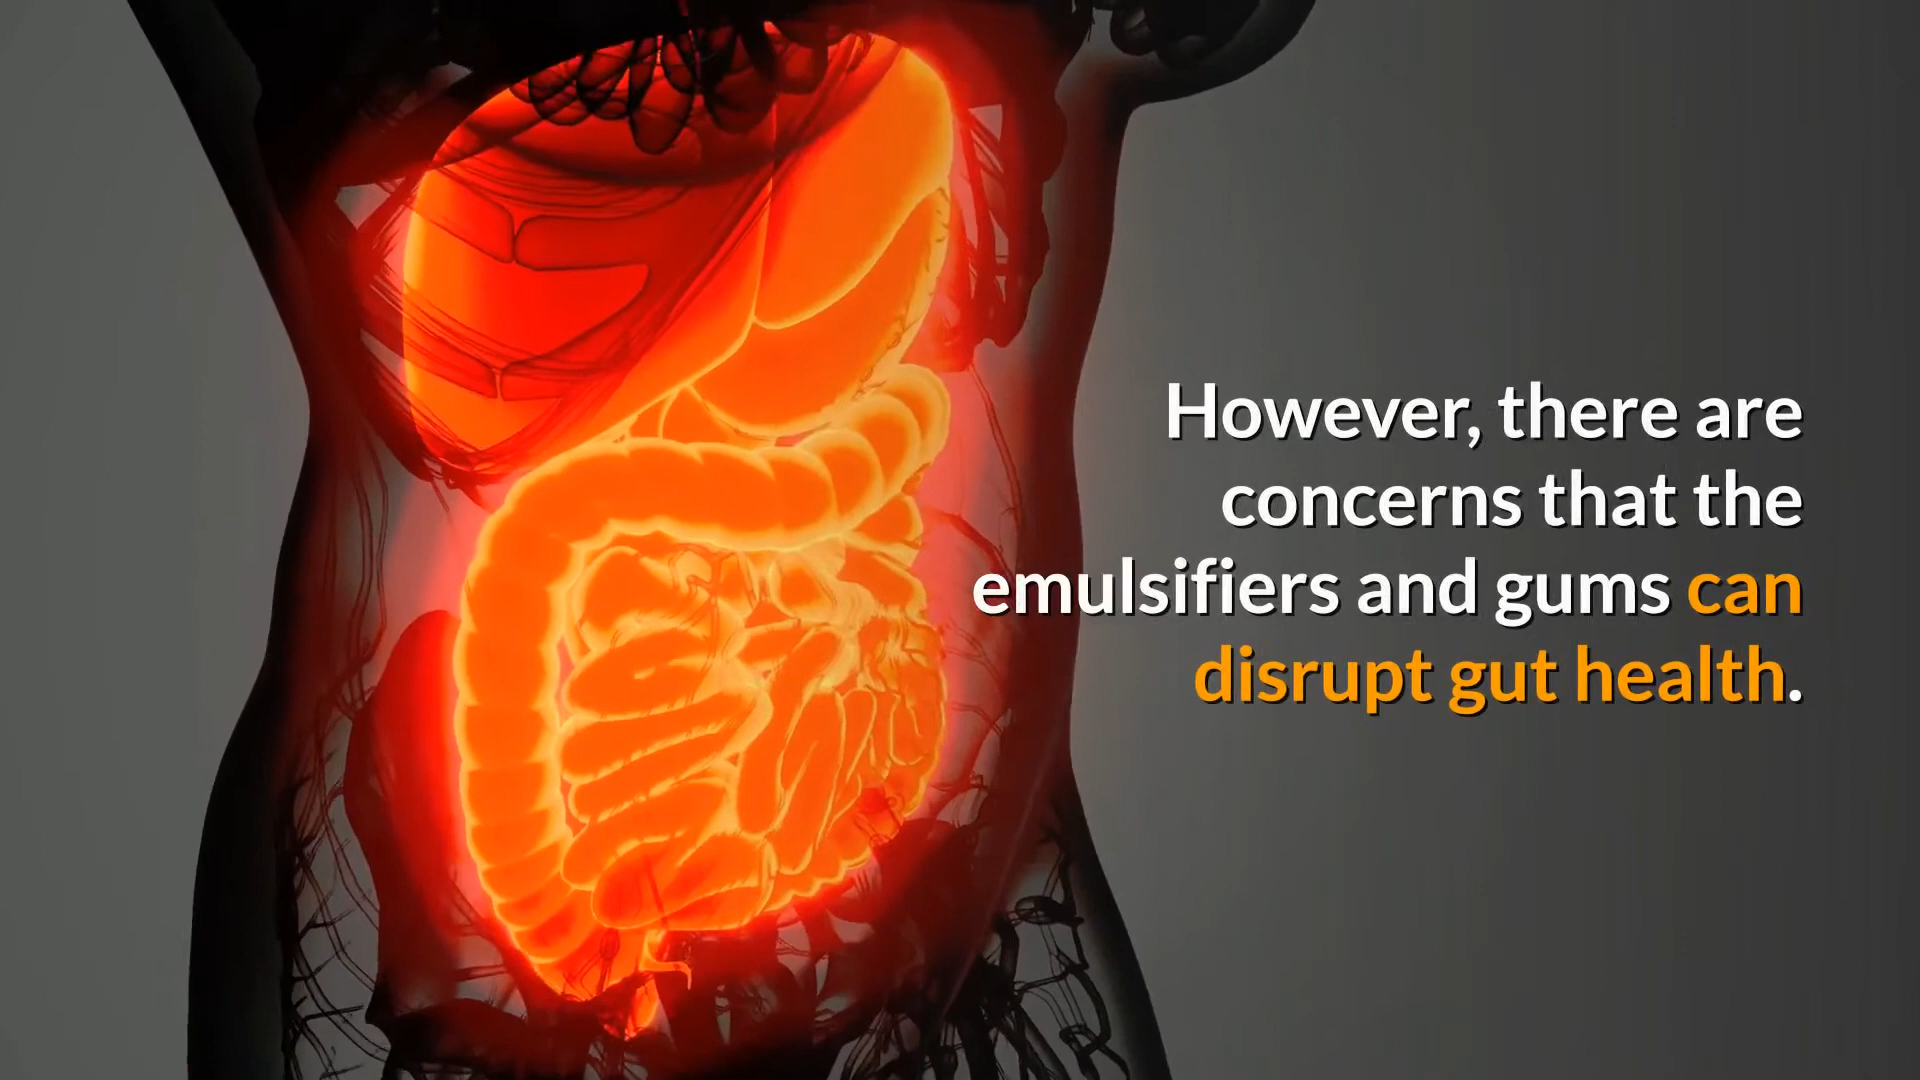 However, there are
concerns that the
emulsifiers and gums can
disrupt gut health.